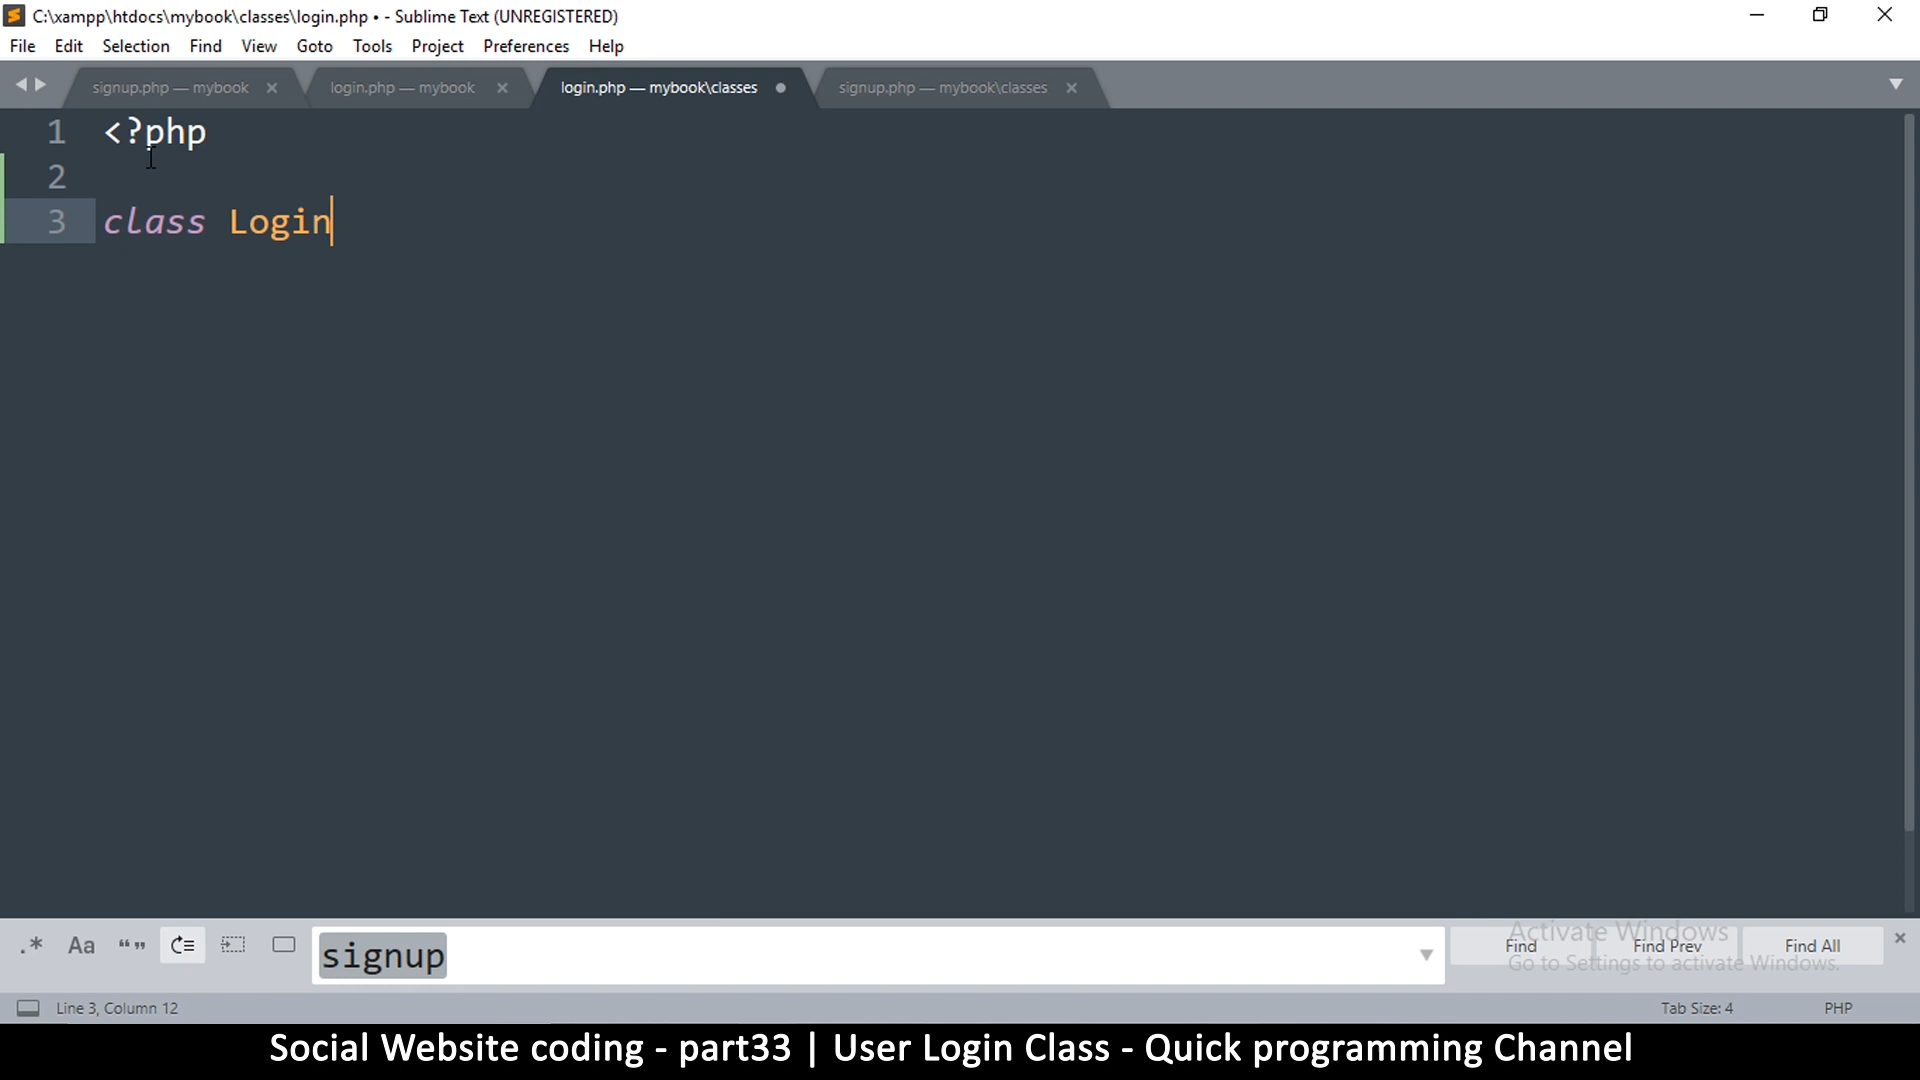 C:\xampp\htdocs\mybook\classes\login.php • - Sublime Text (UNREGISTERED)
File Edit Selection Find View Goto Tools Project Preferences Help
signup.php — mybook login.php — mybook login.php — mybook\classes signup.php — mybook\classes
1 <?php
2
3 class Login
.* Aa “” signup Find Find Prev Find All
Activate Windows
Go to Settings to activate Windows.
Line 3, Column 12 Tab Size: 4 PHP
Social Website coding - part33 | User Login Class - Quick programming Channel